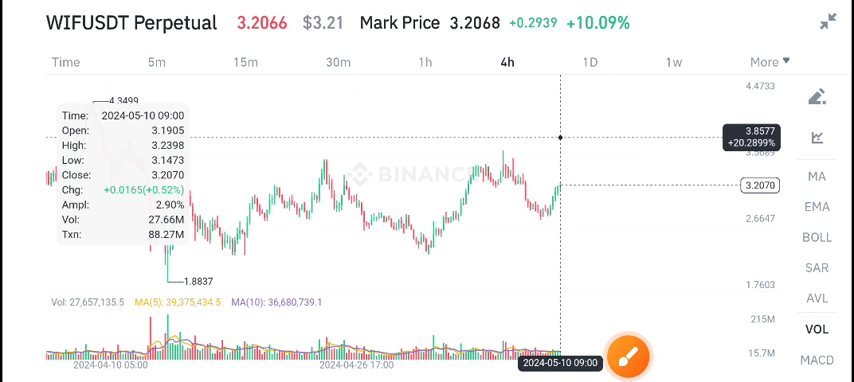 WIFUSDT Perpetual 3.2066 $3.21 Mark Price 3.2068 +0.2939 +10.09%
Time 5m 15m 30m 1h 4h 1D 1w More
4.4733
4.3499
Time: 2024-05-10 09:00
Open: 3.1905
High: 3.2398
Low: 3.1473
Close: 3.2070
Chg: +0.0165(+0.52%)
Ampl: 2.90%
Vol: 27.66M
Txn: 88.27M
3.8577
+20.2899%
BINANCE
3.2070
2.6647
1.8837
1.7603
MA
EMA
BOLL
SAR
AVL
VOL
MACD
Vol: 27,657,135.5 MA(5): 39,375,434.5 MA(10): 36,680,739.1
215M
15.7M
2024-04-10 05:00 2024-04-26 17:00 2024-05-10 09:00